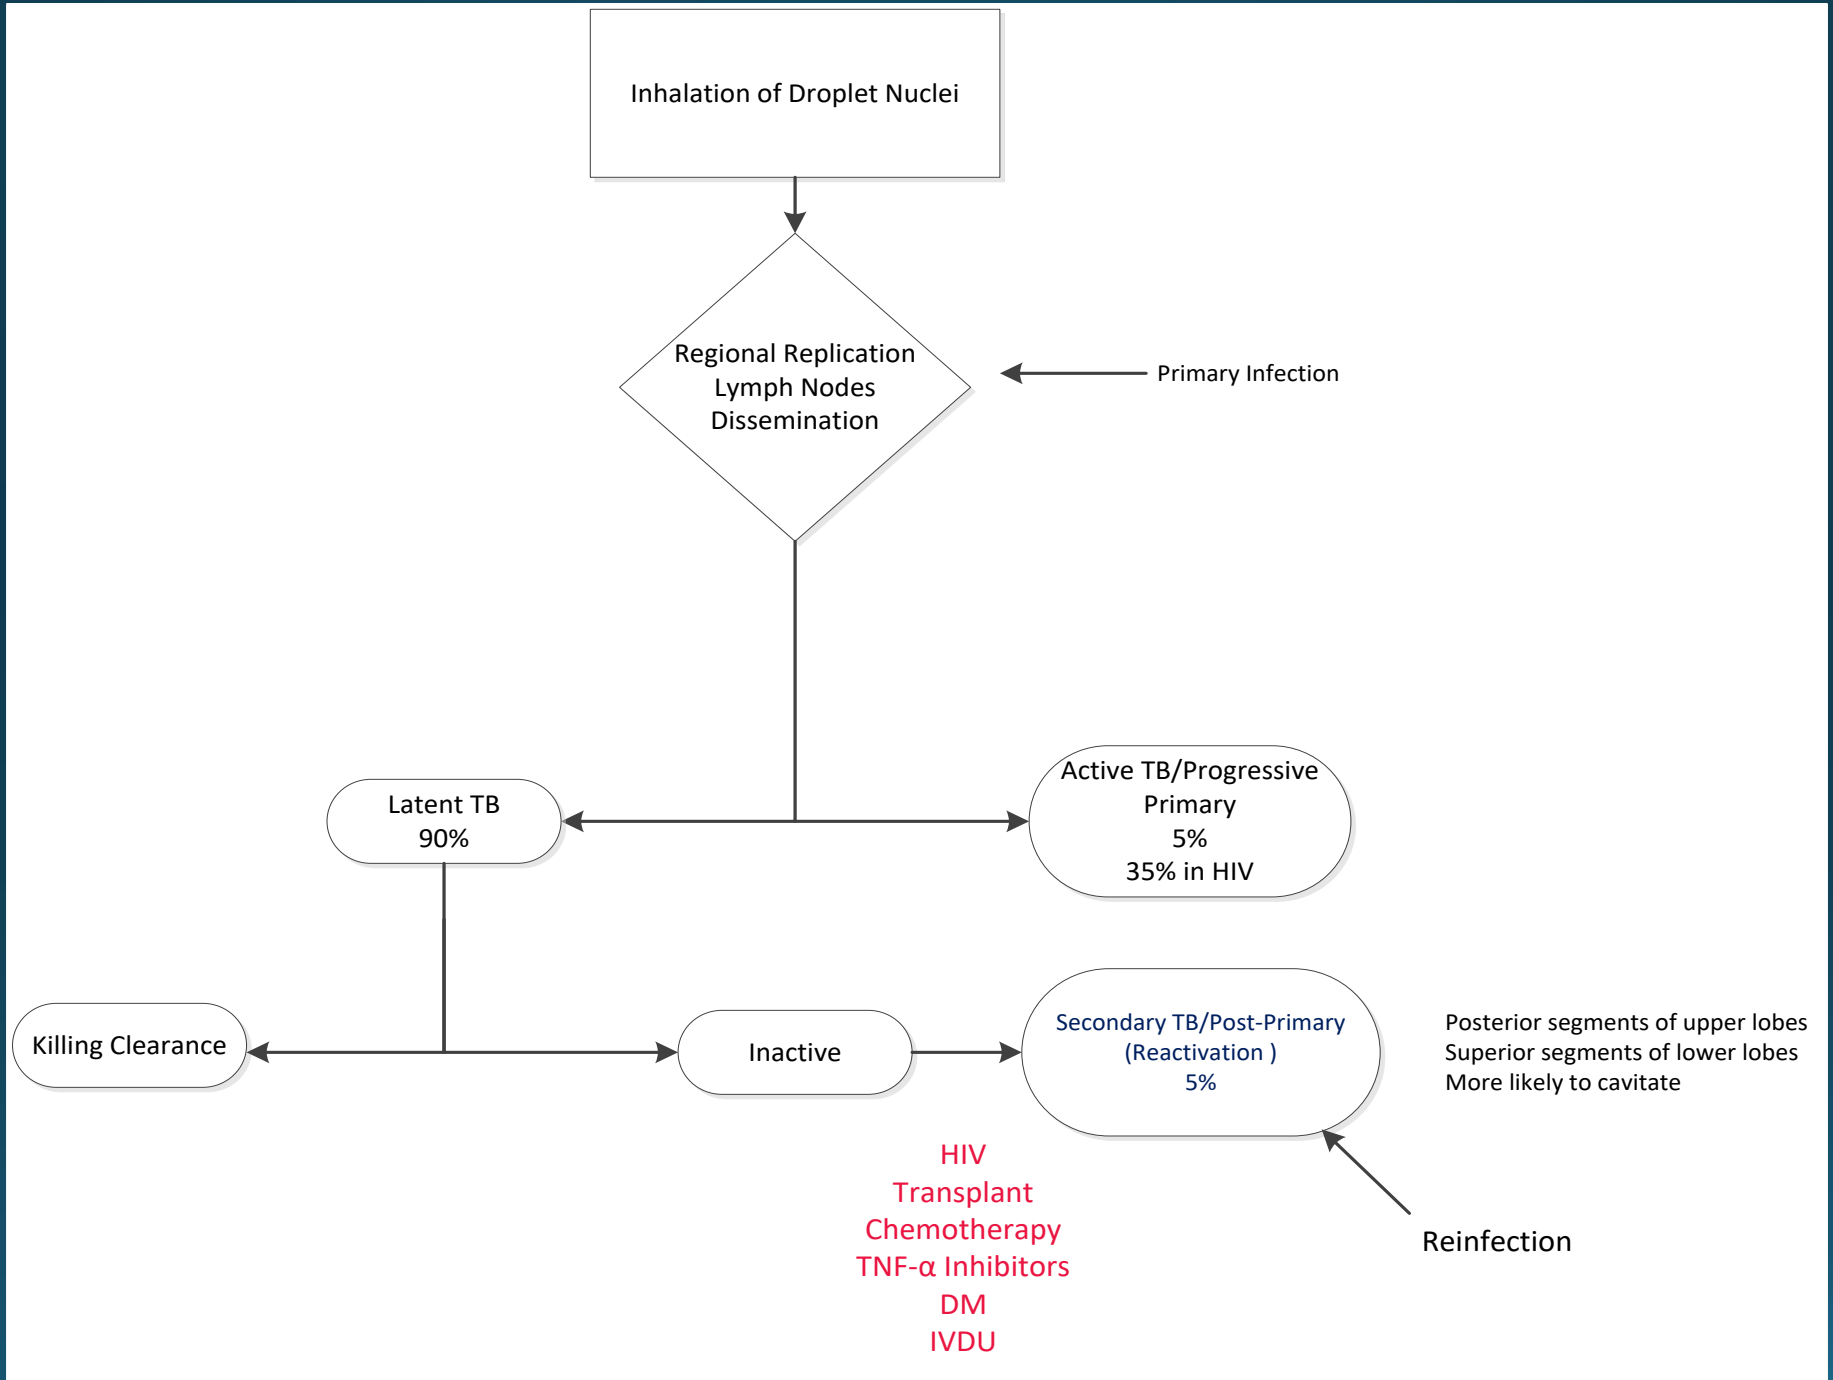 Inhalation of Droplet Nuclei
Regional Replication
Lymph Nodes
Dissemination
Primary Infection
Latent TB
90%
Active TB/Progressive
Primary
5%
35% in HIV
Killing Clearance
Inactive
Secondary TB/Post-Primary
(Reactivation )
5%
Posterior segments of upper lobes
Superior segments of lower lobes
More likely to cavitate
HIV
Transplant
Chemotherapy
TNF-α Inhibitors
DM
IVDU
Reinfection